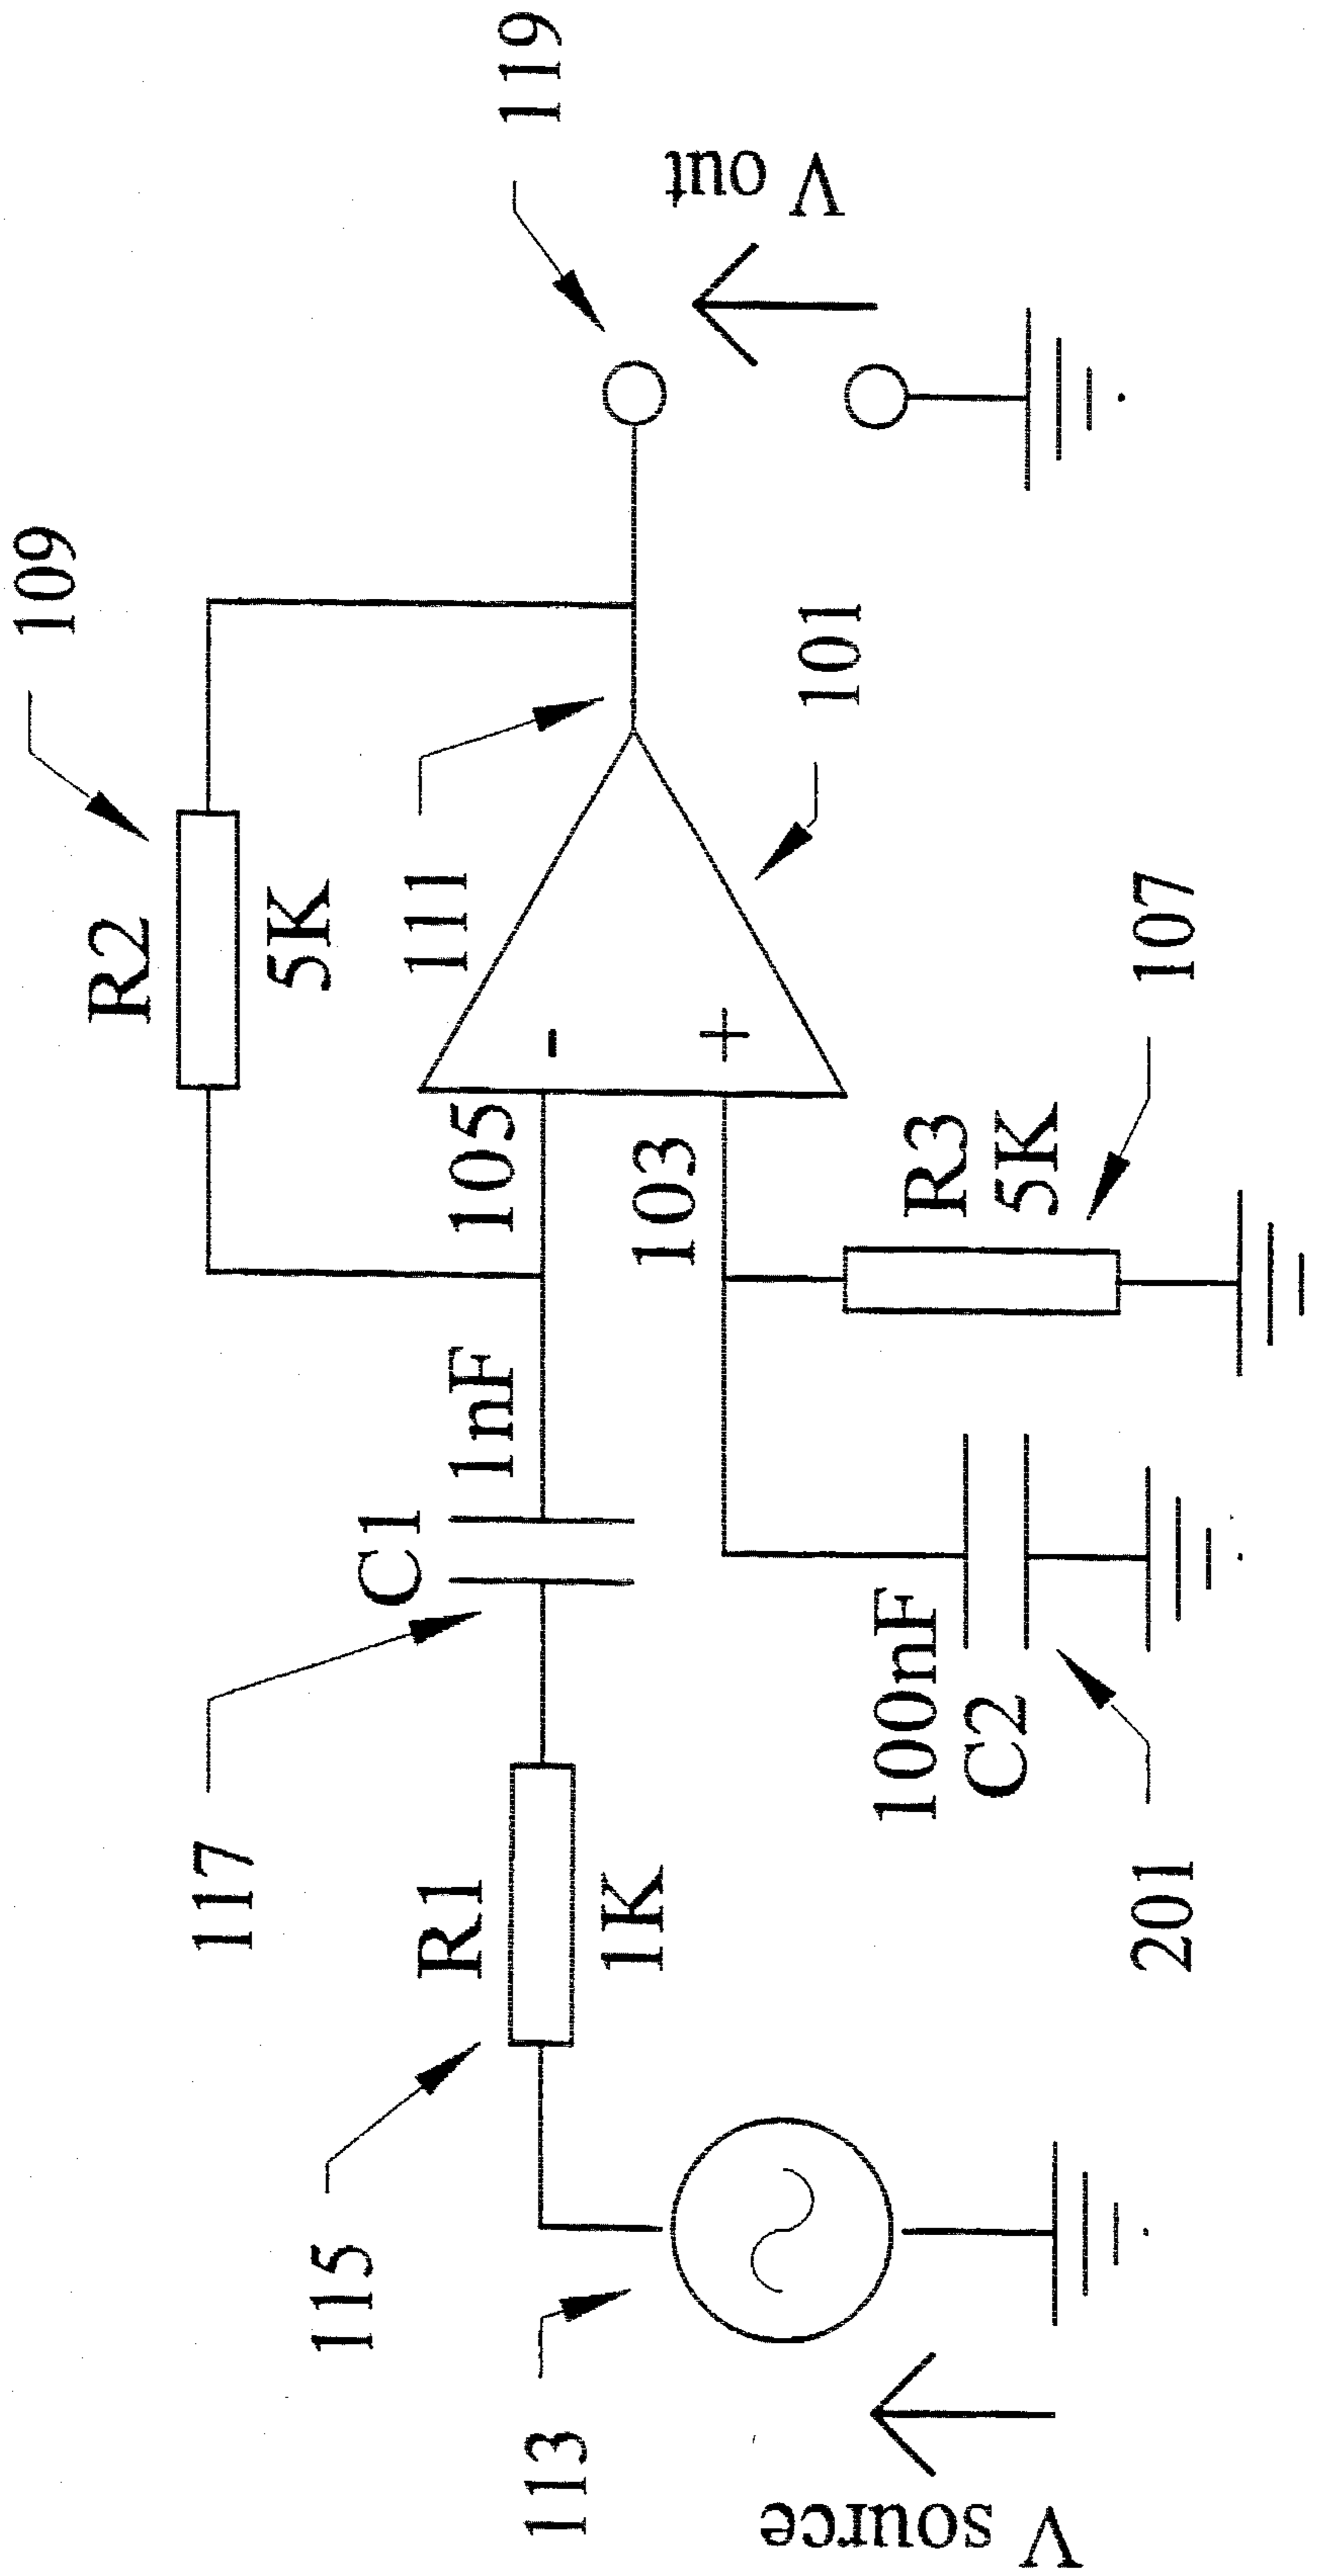 109
R2
5K
119
111
V out
117
C1
1nF
105
115
R1
1K
103
101
113
R3
5K
107
100nF
C2
201
V source
-
+